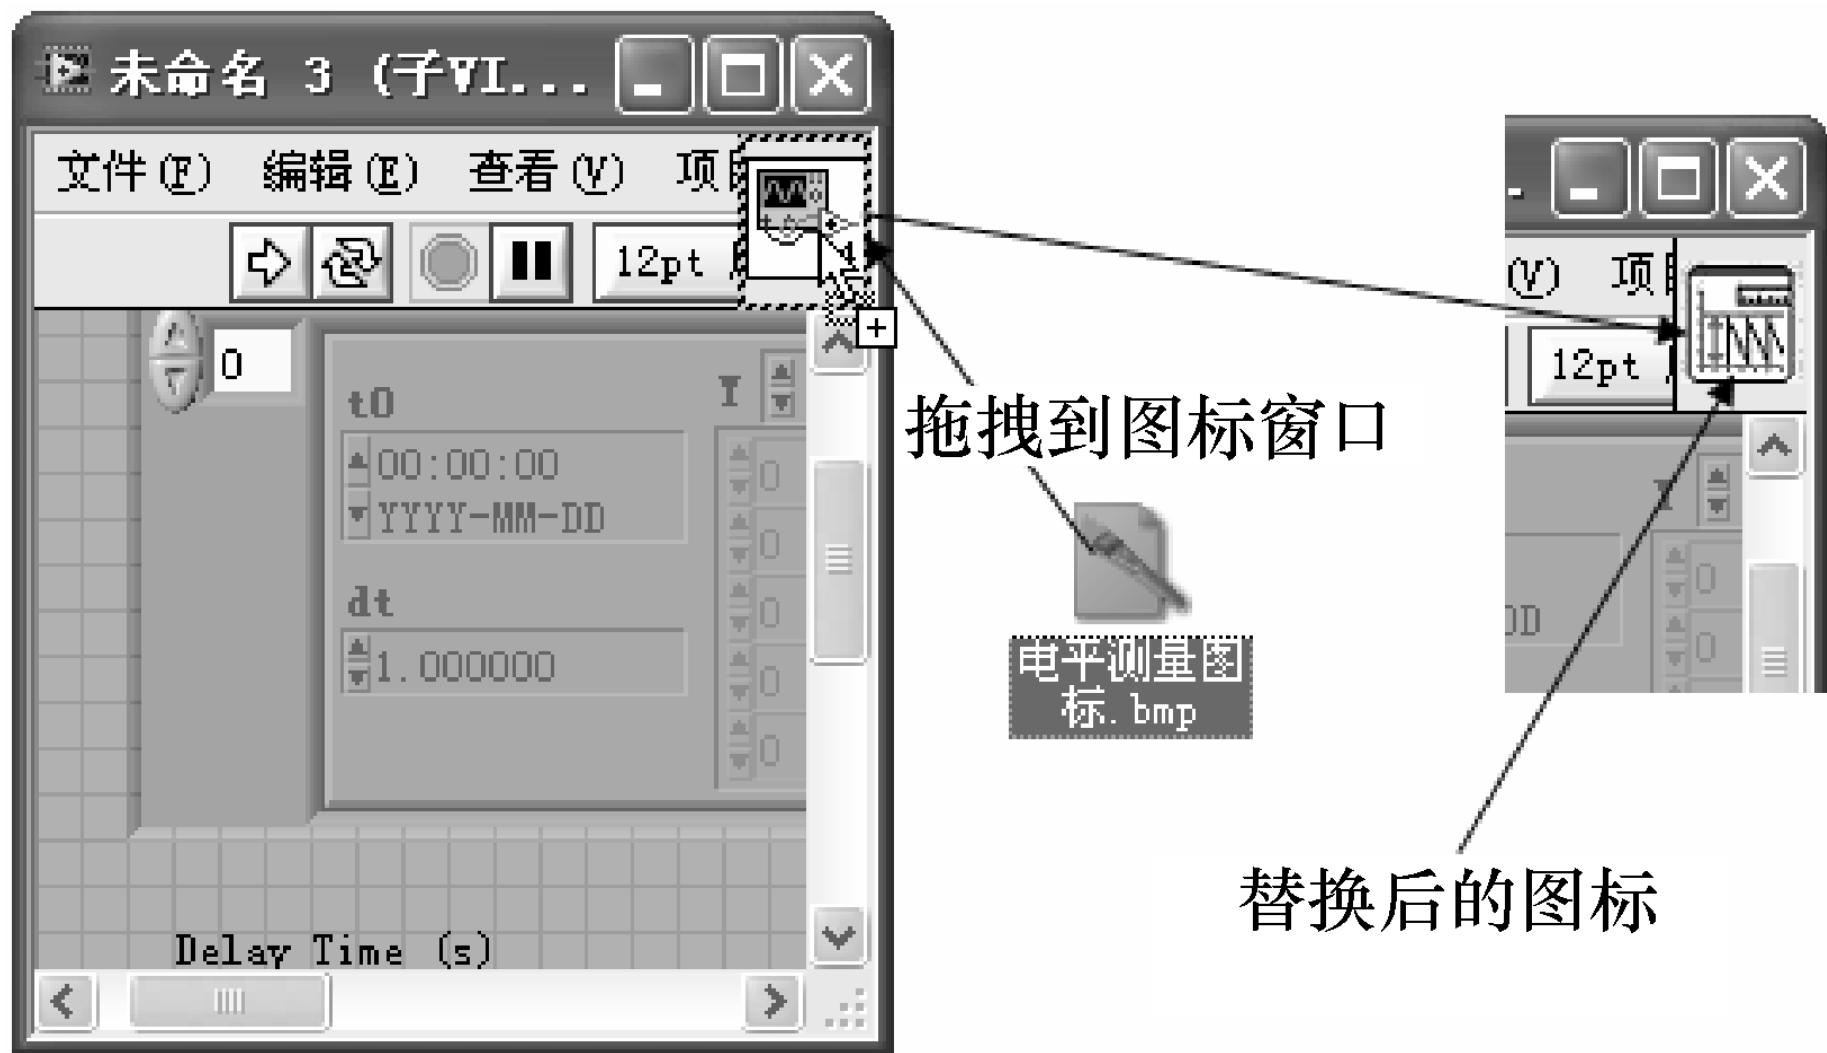 未命名 3 (子VI...
文件(F) 编辑(E) 查看(V) 项
12pt
0
t0
Y
00:00:00
YYYY-MM-DD
0
0
dt
0
1.000000
0
0
Delay Time (s)
拖拽到图标窗口
电平测量图
标.bmp
.
(V) 项
12pt
Y
0
DD
0
替换后的图标